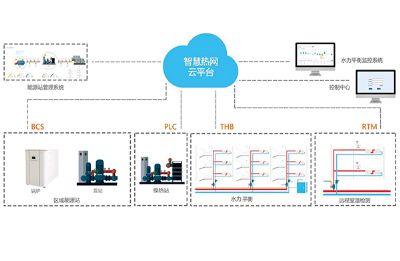 智慧热网
云平台
能源站管理系统
水力平衡监控系统
控制中心
BCS
PLC
THB
RTM
锅炉
泵站
换热站
区域能源站
水力平衡
远程室温检测